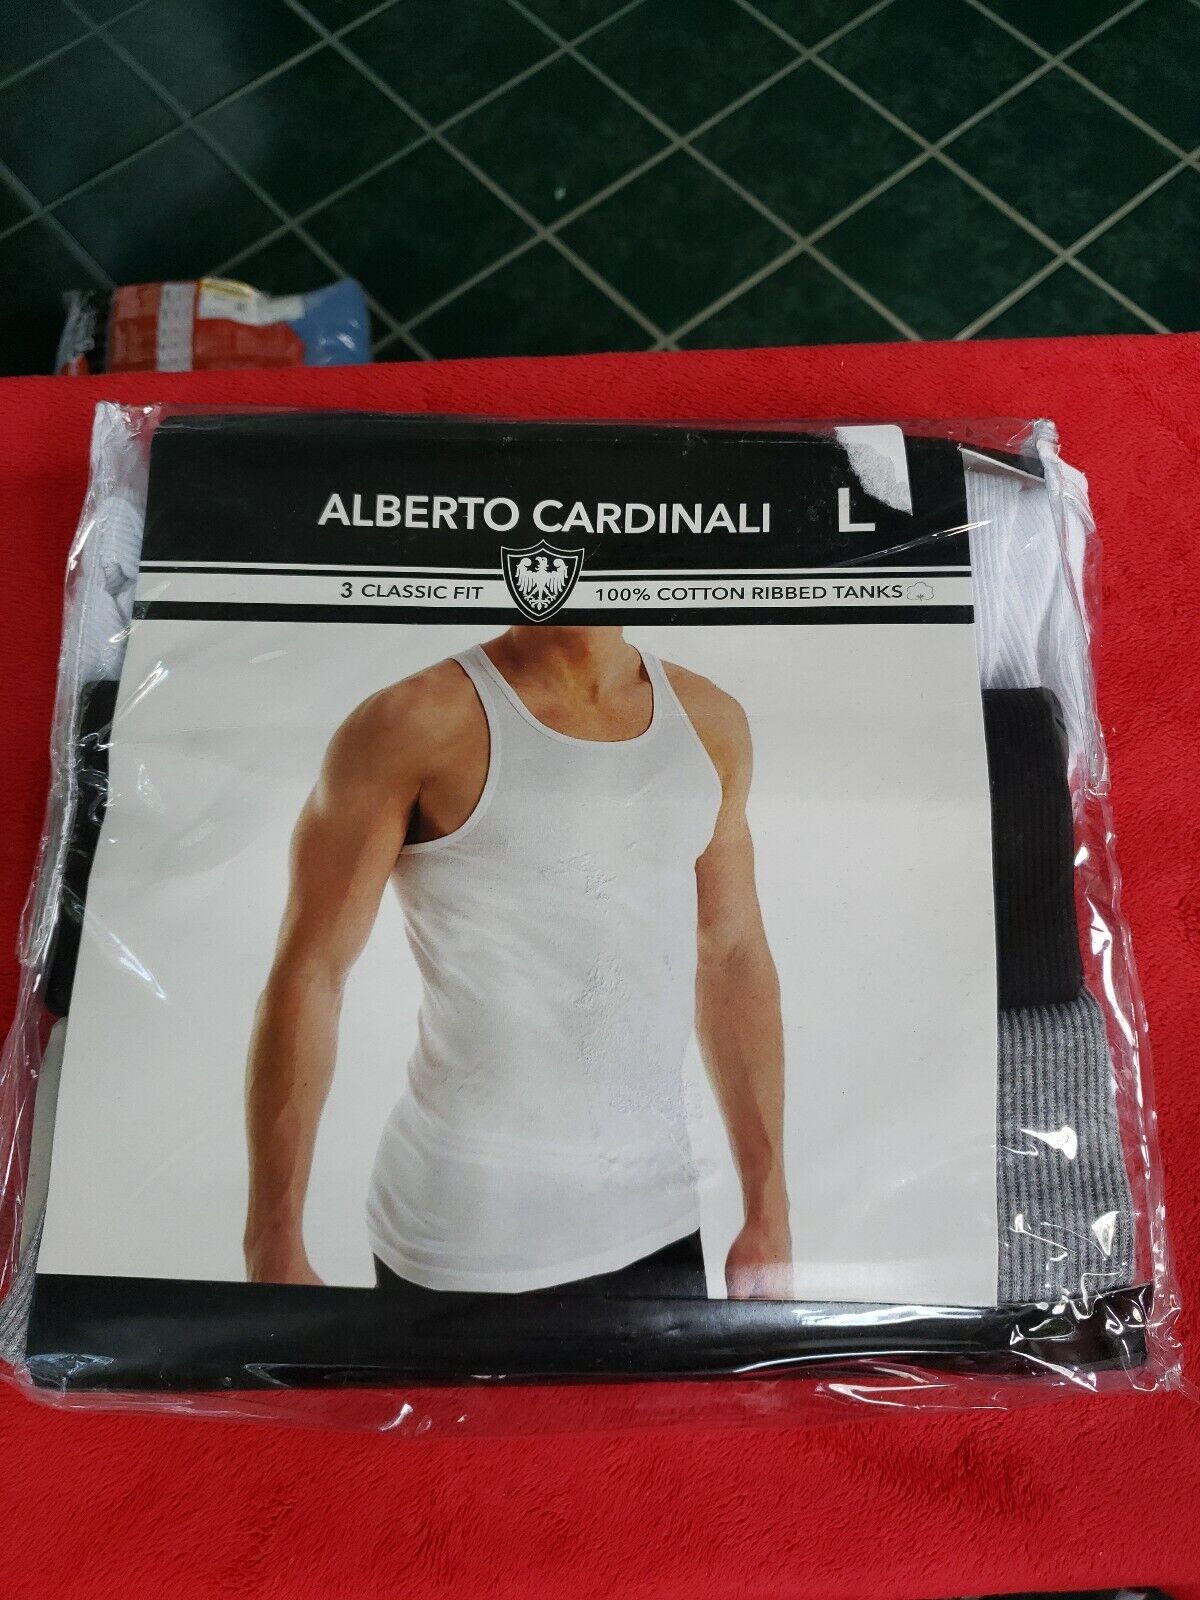 ALBERTO CARDINALI L
3 CLASSIC FIT 100% COTTON RIBBED TANKS